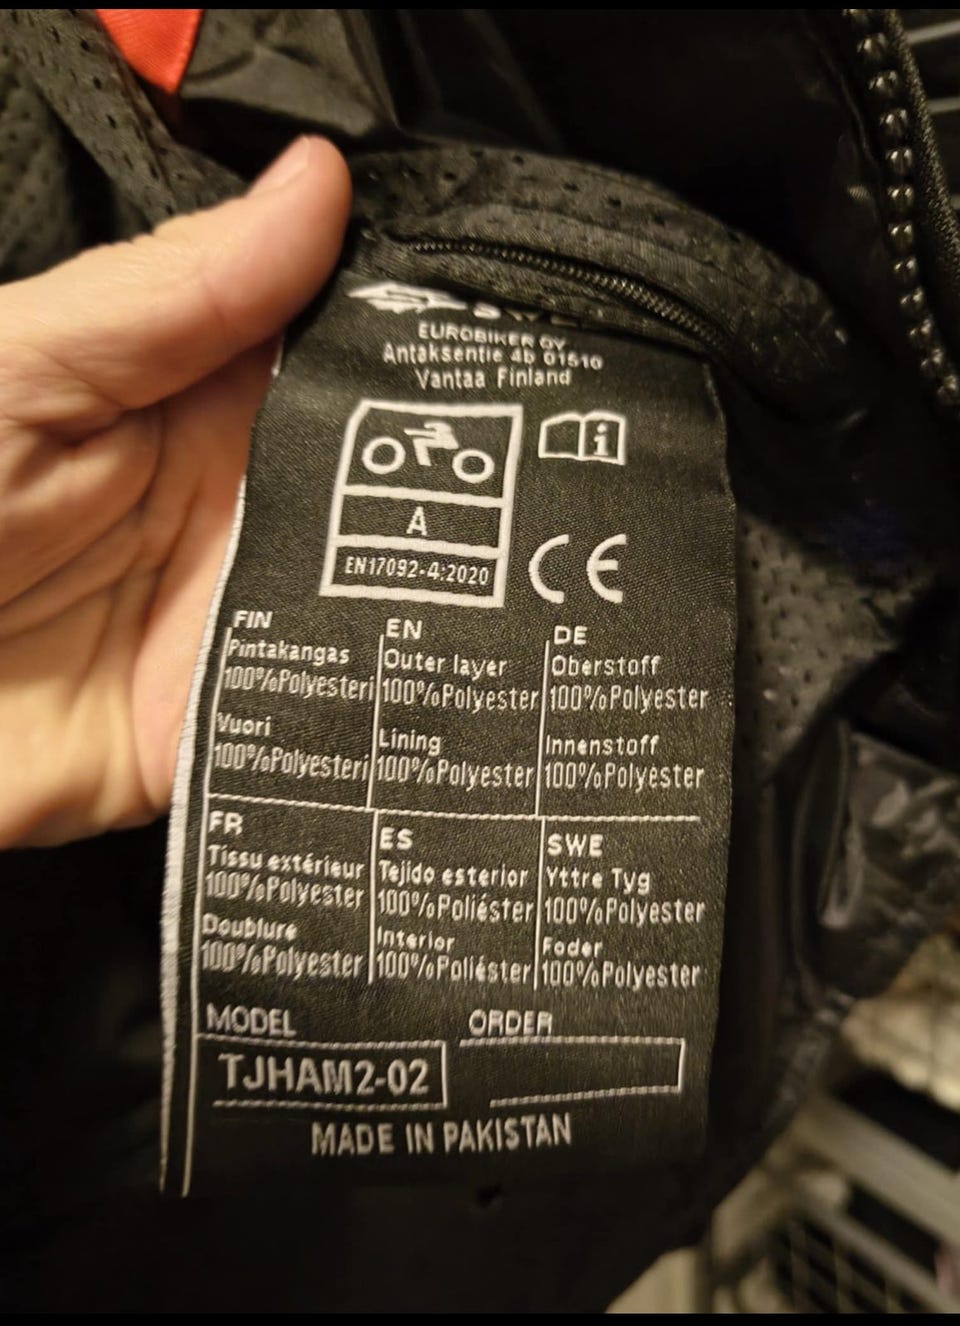 EUROBIKER OY
Antaksentie 4b 01510
Vantaa Finland
i
A
EN17092-4:2020
CE
FIN
Pintakangas
100%Polyesteri
Vuori
100%Polyesteri
EN
Outer layer
100%Polyester
Lining
100%Polyester
DE
Oberstoff
100%Polyester
Innenstoff
100%Polyester
FR
Tissu extérieur
100%Polyester
Doublure
100%Polyester
ES
Tejido esterior
100%Poliéster
Interior
100%Poliéster
SWE
Yttre Tyg
100%Polyester
Foder
100%Polyester
MODEL
TJHAM2-02
ORDER
MADE IN PAKISTAN